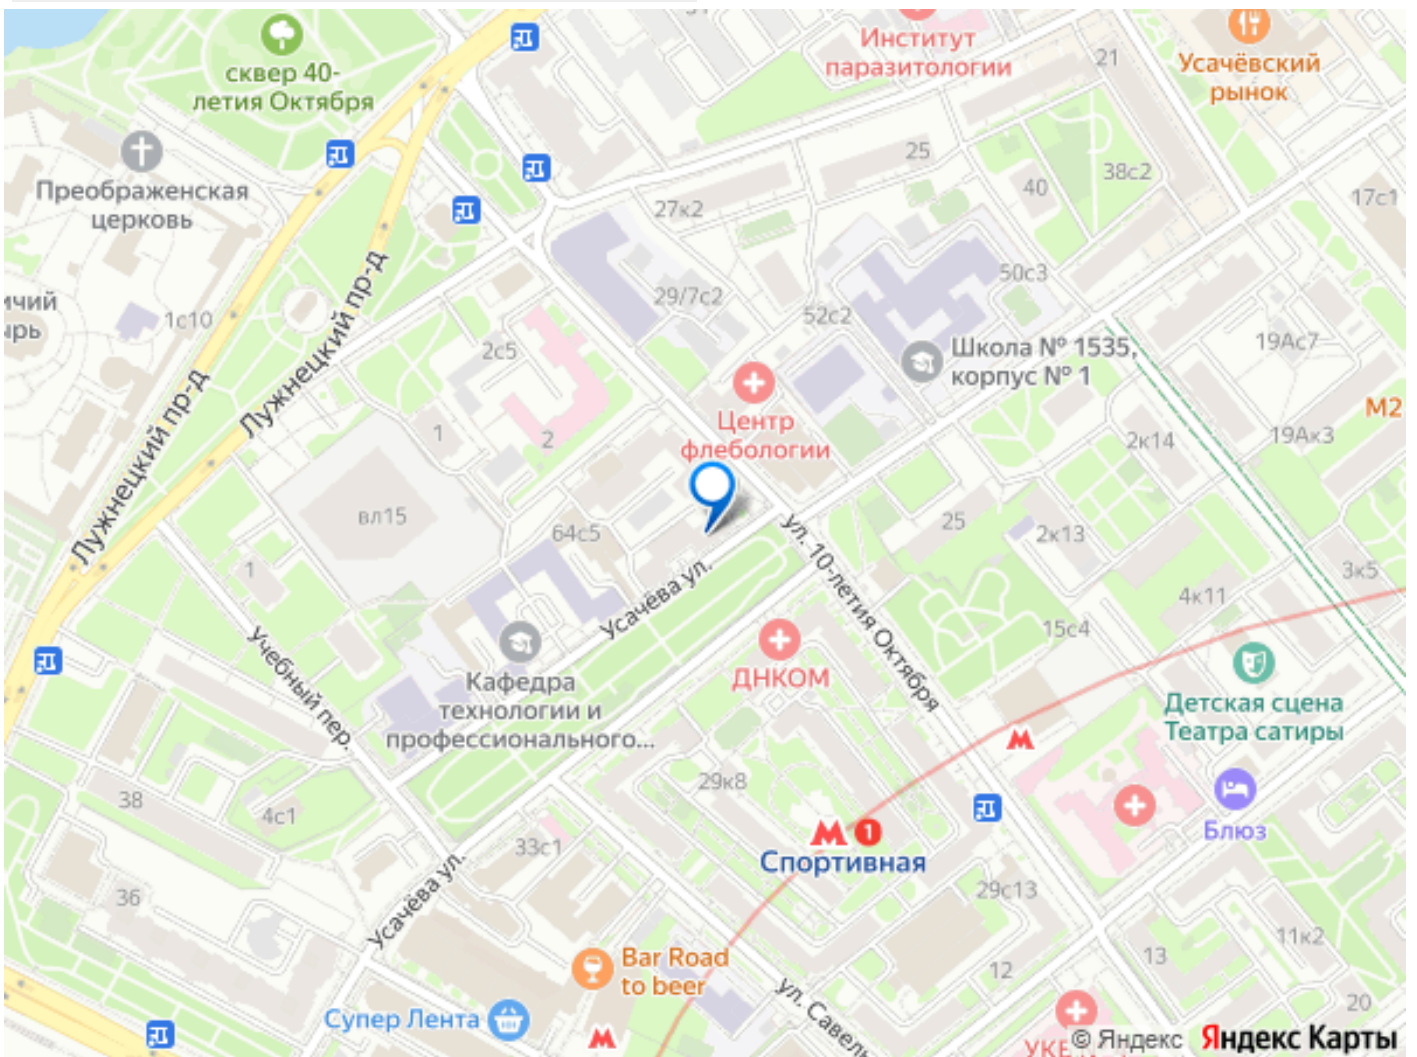 Институт
паразитологии
21
Усачёвский
рынок
сквер 40-
летия Октября
Преображенская
церковь
25
38с2
40
17с1
27к2
Лужнецкий пр-д
50с3
29/7с2
52с2
1с10
2с5
Школа № 1535,
корпус № 1
19Ас7
М2
Центр
флебологии
1
2
2к14
19Ак3
Лужнецкий пр-д
вл15
64с5
25
2к13
ул. 10-летия Октября
1
3к5
Усачёва ул.
4к11
15с4
Учебный пер.
ДНКОМ
Кафедра
технологии и
профессионального...
Детская сцена
Театра сатиры
29к8
38
4с1
33с1
1
Спортивная
Блюз
36
29с13
Усачёва ул.
11к2
13
12
Bar Road
to beer
20
ул. Савель
Супер Лента
УКБ
© Яндекс
Яндекс Карты